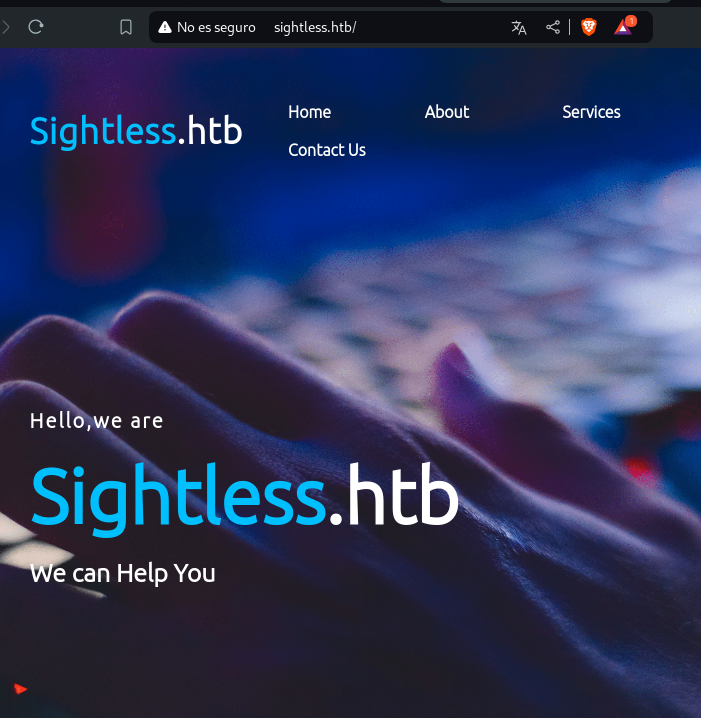 No es seguro sightless.htb/
1
Sightless.htb
Home About Services
Contact Us
Hello,we are
Sightless.htb
We can Help You